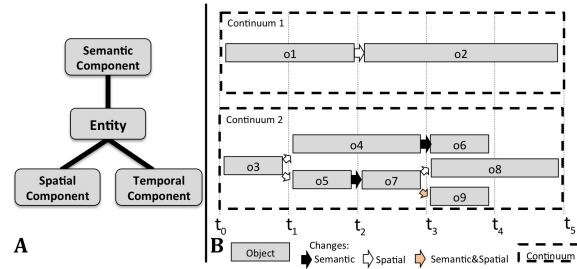 Semantic
Component
Entity
Spatial
Component
Temporal
Component
A
Continuum 1
o1
o2
Continuum 2
o4
o6
o3
o8
o5
o7
o9
t0
t1
t2
t3
t4
t5
B
Object
Changes:
Semantic
Spatial
Semantic&Spatial
Continuum